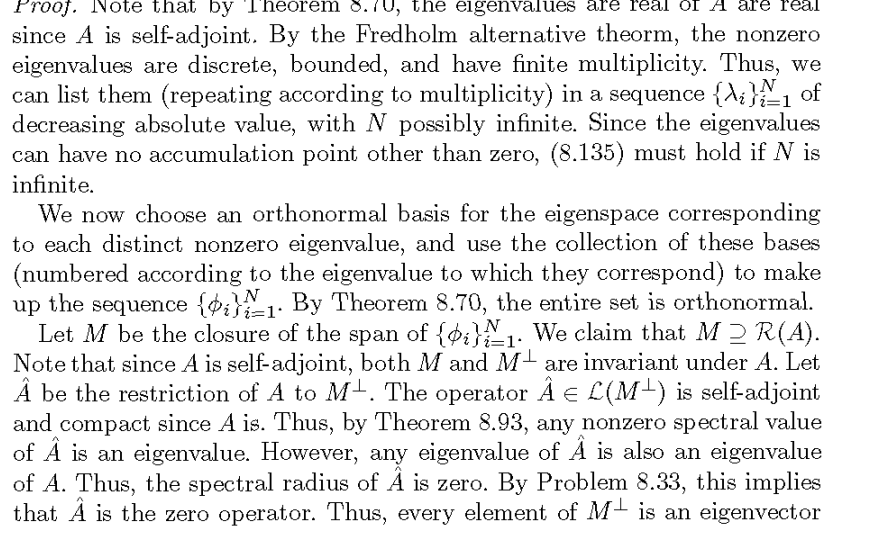 Proof. Note that by Theorem 8.70, the eigenvalues are real of A are real
since A is self-adjoint. By the Fredholm alternative theorm, the nonzero
eigenvalues are discrete, bounded, and have finite multiplicity. Thus, we
can list them (repeating according to multiplicity) in a sequence {λ_i}_{i=1}^N of
decreasing absolute value, with N possibly infinite. Since the eigenvalues
can have no accumulation point other than zero, (8.135) must hold if N is
infinite.
We now choose an orthonormal basis for the eigenspace corresponding
to each distinct nonzero eigenvalue, and use the collection of these bases
(numbered according to the eigenvalue to which they correspond) to make
up the sequence {ϕ_i}_{i=1}^N. By Theorem 8.70, the entire set is orthonormal.
Let M be the closure of the span of {ϕ_i}_{i=1}^N. We claim that M ⊇ R(A).
Note that since A is self-adjoint, both M and M^⊥ are invariant under A. Let
Â be the restriction of A to M^⊥. The operator Â ∈ L(M^⊥) is self-adjoint
and compact since A is. Thus, by Theorem 8.93, any nonzero spectral value
of Â is an eigenvalue. However, any eigenvalue of Â is also an eigenvalue
of A. Thus, the spectral radius of Â is zero. By Problem 8.33, this implies
that Â is the zero operator. Thus, every element of M^⊥ is an eigenvector